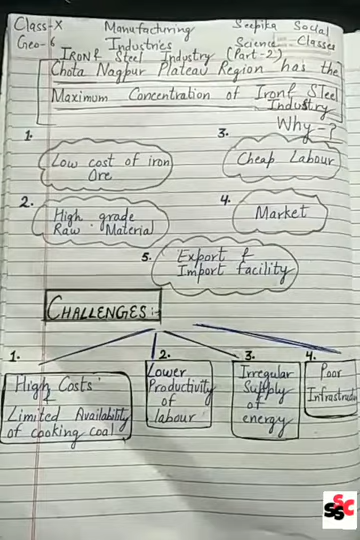 Class-X
Geo-6
Manufacturing
Industries
Seepika Social
Science Classes
Iron & Steel Industry (Part-2)
Chota Nagpur Plateau Region has the
Maximum Concentration of Iron & Steel
Industry
Why-?
1.
Low cost of iron
Ore
3.
Cheap Labour
2.
High grade
Raw Material
4.
Market
5.
Export &
Import facility
CHALLENGES:-
1.
High Costs
&
Limited Availability
of cooking coal.
2.
Lower
Productivity
of
labour
3.
Irregular
Supply
of
energy
4.
Poor
Infrastradu
SSC